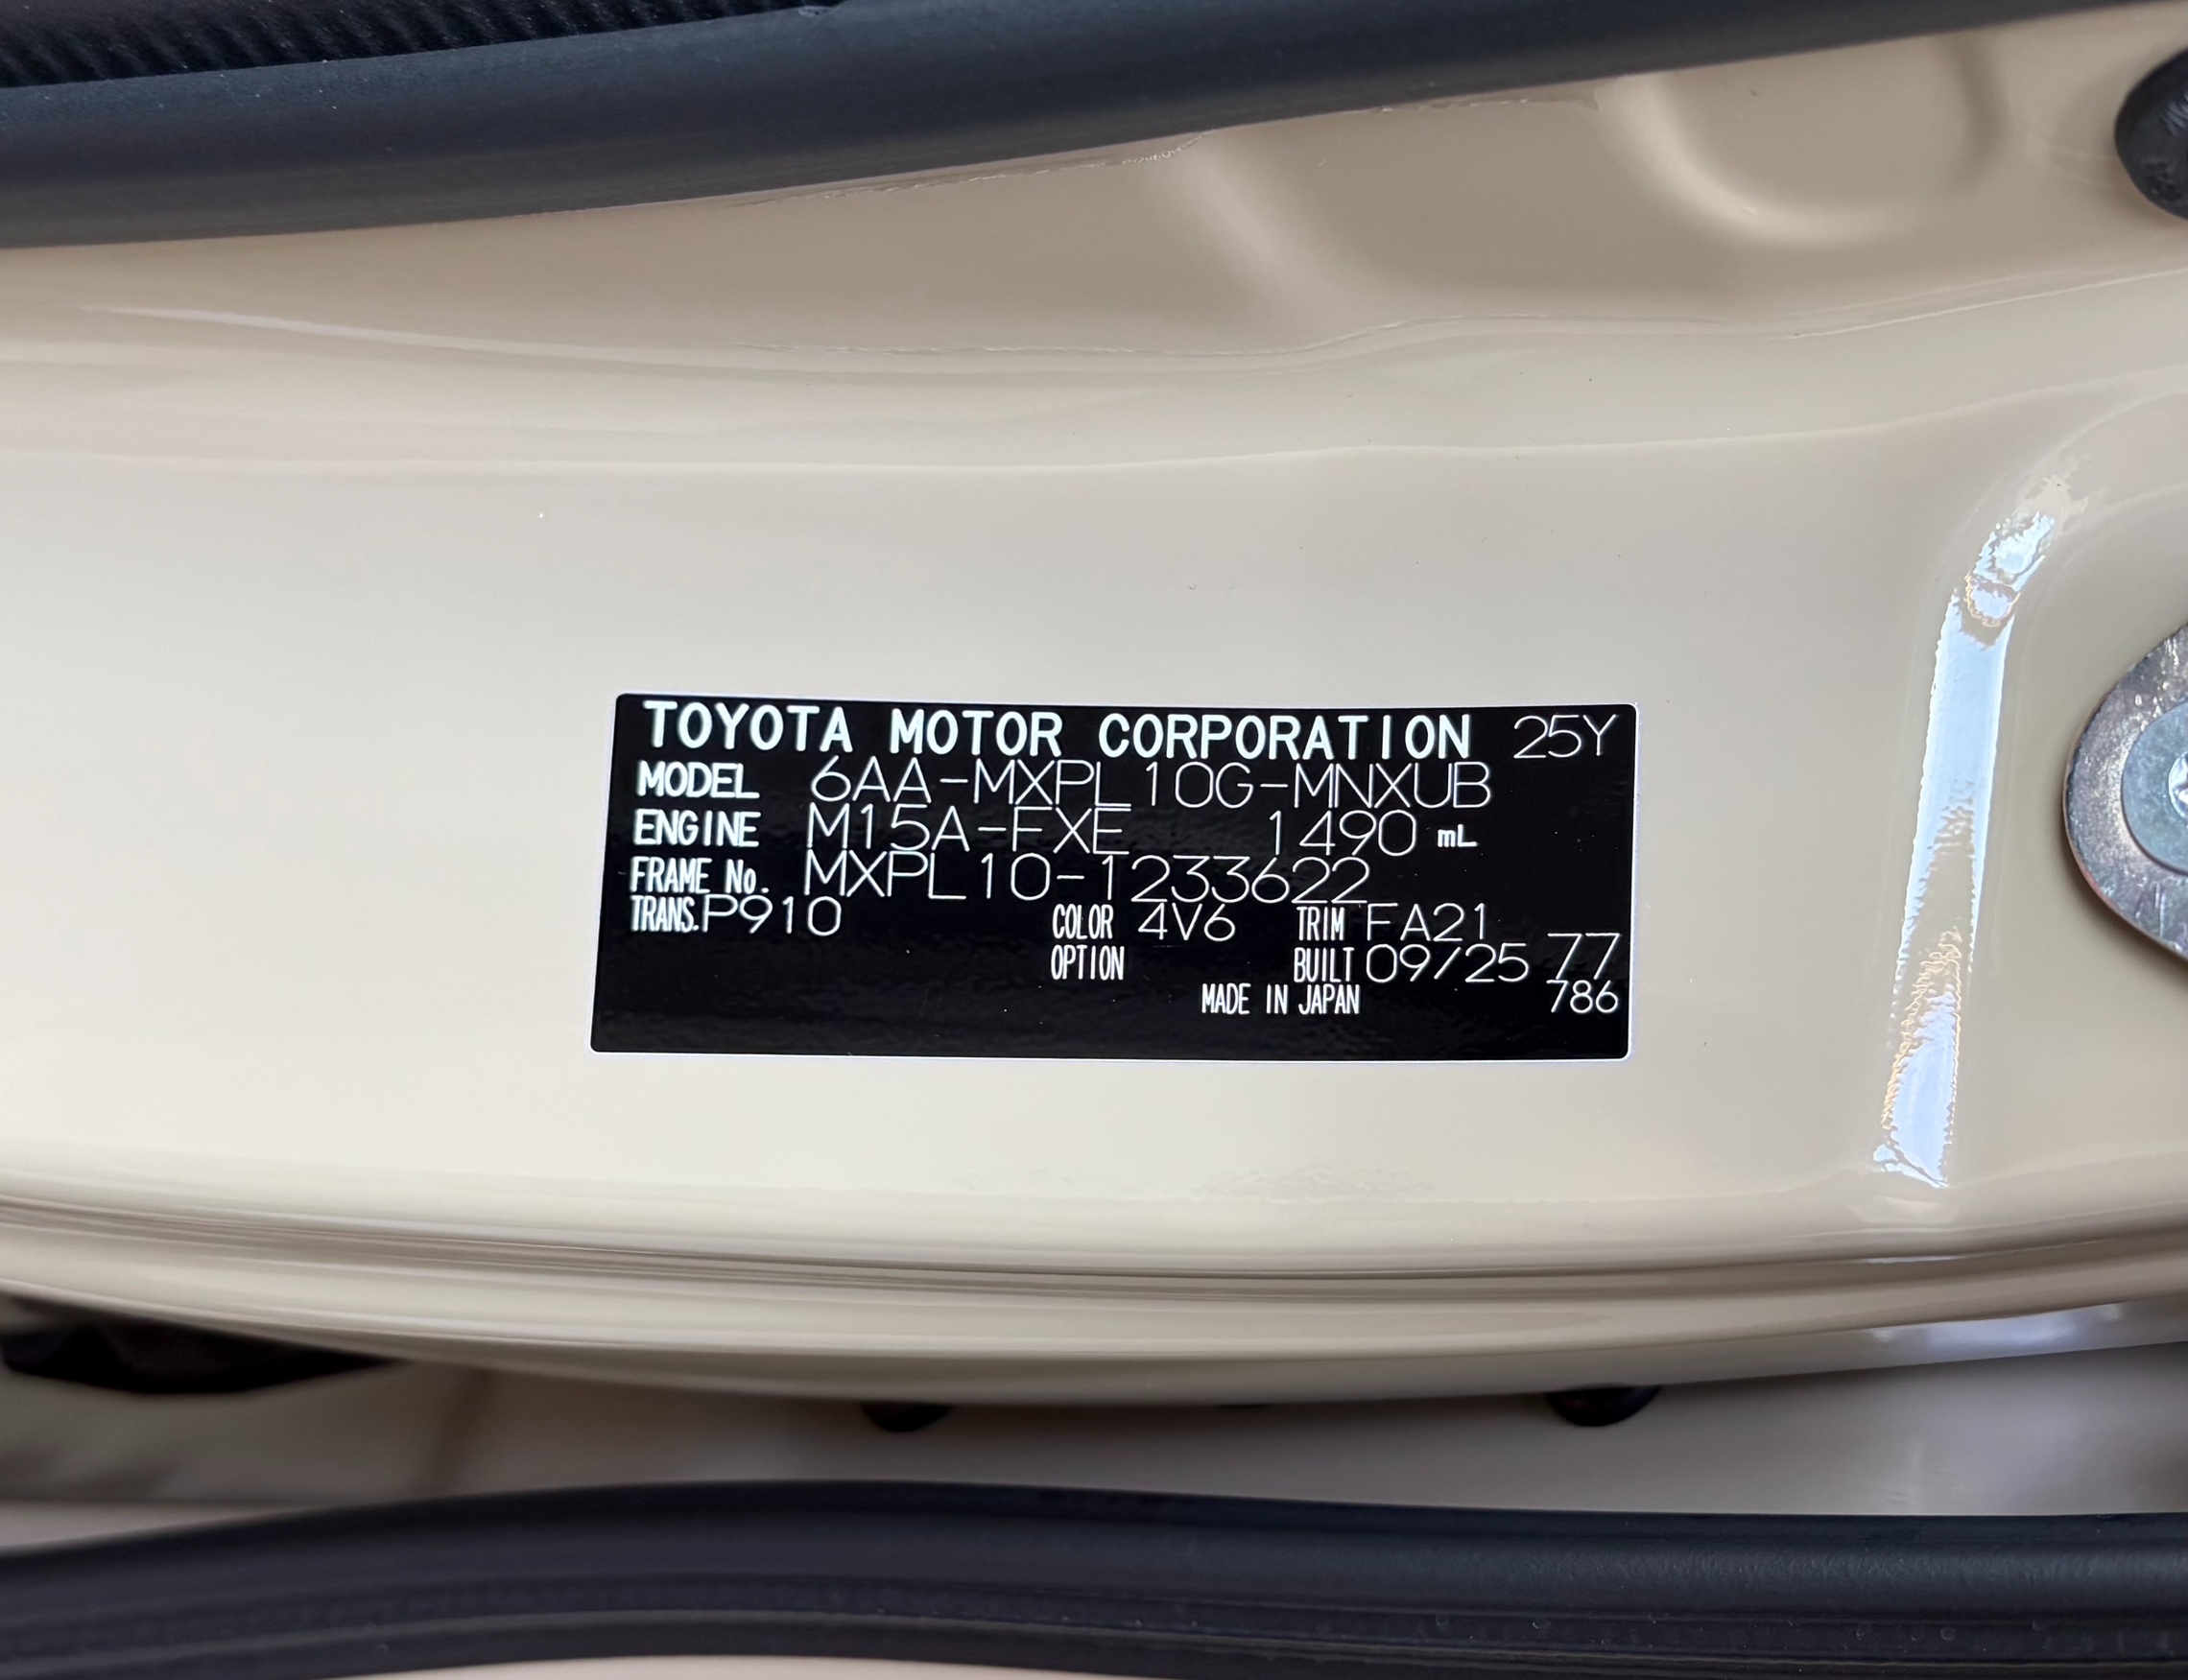 TOYOTA MOTOR CORPORATION 25Y
MODEL 6AA-MXPL10G-MNXUB
ENGINE M15A-FXE 1490 mL
FRAME No. MXPL10-1233622
TRANS. P910 COLOR 4V6 TRIM FA21
OPTION BUILT 09/25 77
MADE IN JAPAN 786